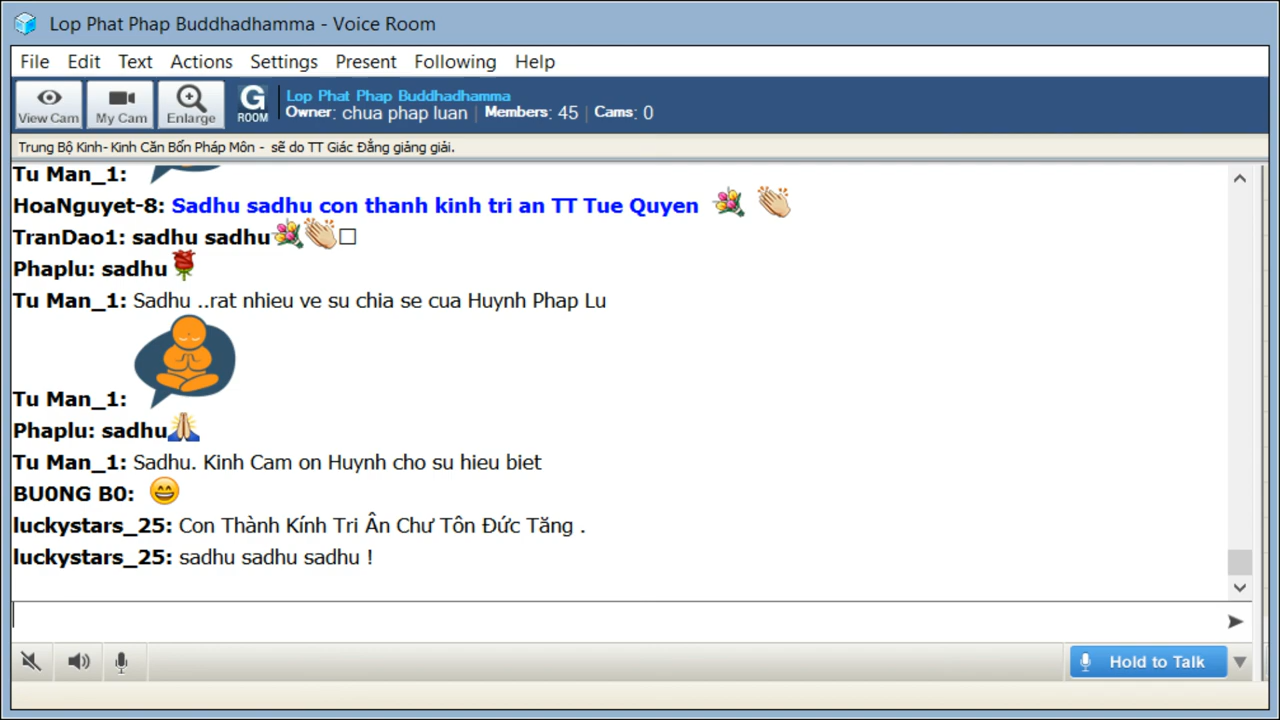 Lop Phat Phap Buddhadhamma - Voice Room
File Edit Text Actions Settings Present Following Help
View Cam My Cam Enlarge G ROOM
Lop Phat Phap Buddhadhamma
Owner: chua phap luan | Members: 45 | Cams: 0
Trung Bộ Kinh- Kinh Căn Bổn Pháp Môn - sẽ do TT Giác Đẳng giảng giải.
Tu Man_1:
HoaNguyet-8: Sadhu sadhu con thanh kinh tri an TT Tue Quyen
TranDao1: sadhu sadhu
Phaplu: sadhu
Tu Man_1: Sadhu ..rat nhieu ve su chia se cua Huynh Phap Lu
Tu Man_1:
Phaplu: sadhu
Tu Man_1: Sadhu. Kinh Cam on Huynh cho su hieu biet
BU0NG B0:
luckystars_25: Con Thành Kính Tri Ân Chư Tôn Đức Tăng .
luckystars_25: sadhu sadhu sadhu !
Hold to Talk